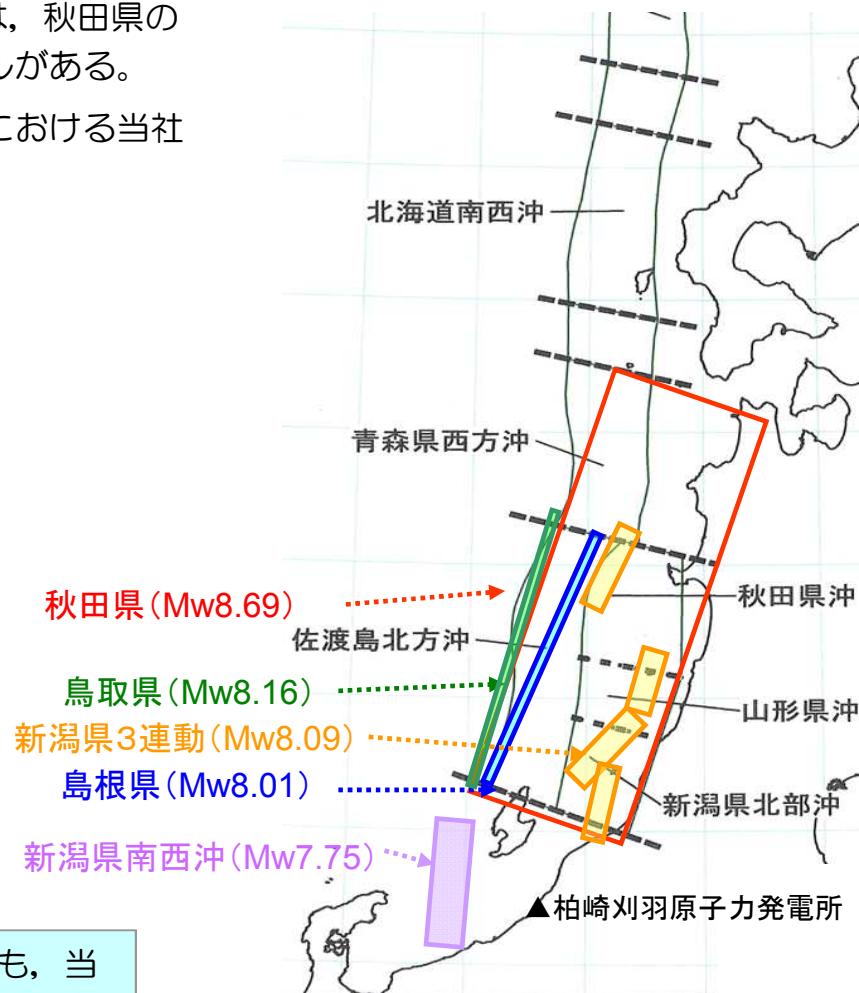 は，秋田県の
しがある。
における当社
北海道南西沖
青森県西方沖
秋田県(Mw8.69)
秋田県沖
佐渡島北方沖
鳥取県(Mw8.16)
山形県沖
新潟県３連動(Mw8.09)
島根県(Mw8.01)
新潟県北部沖
新潟県南西沖(Mw7.75)
▲柏崎刈羽原子力発電所
も，当